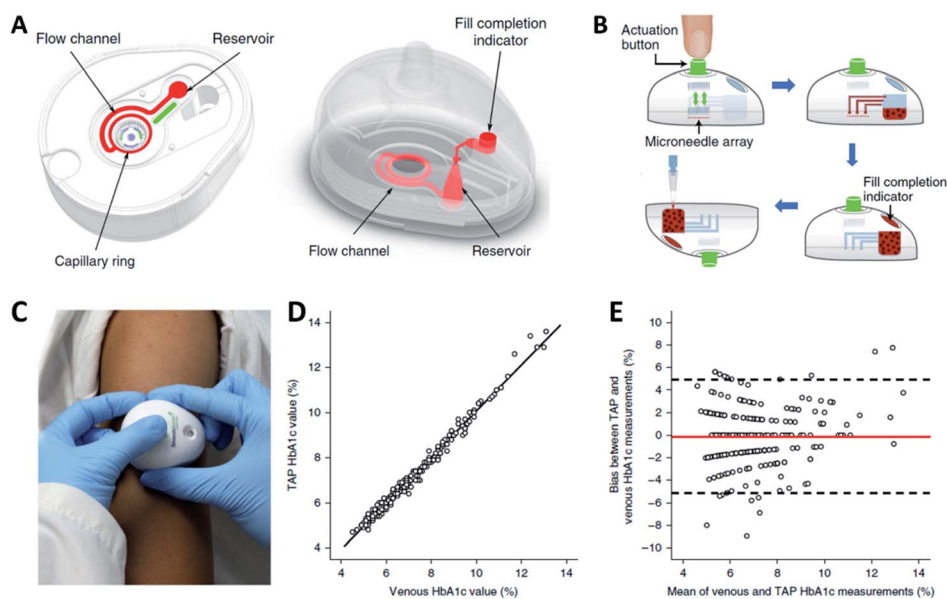 A
Flow channel
Reservoir
Capillary ring
Fill completion
indicator
Flow channel
Reservoir
B
Actuation
button
Microneedle array
Fill completion
indicator
C
D
TAP HbA1c value (%)
14
12
10
8
6
4
4 6 8 10 12 14
Venous HbA1c value (%)
E
Bias between TAP and
venous HbA1c measurements (%)
10
8
6
4
2
0
−2
−4
−6
−8
−10
4 6 8 10 12 14
Mean of venous and TAP HbA1c measurements (%)